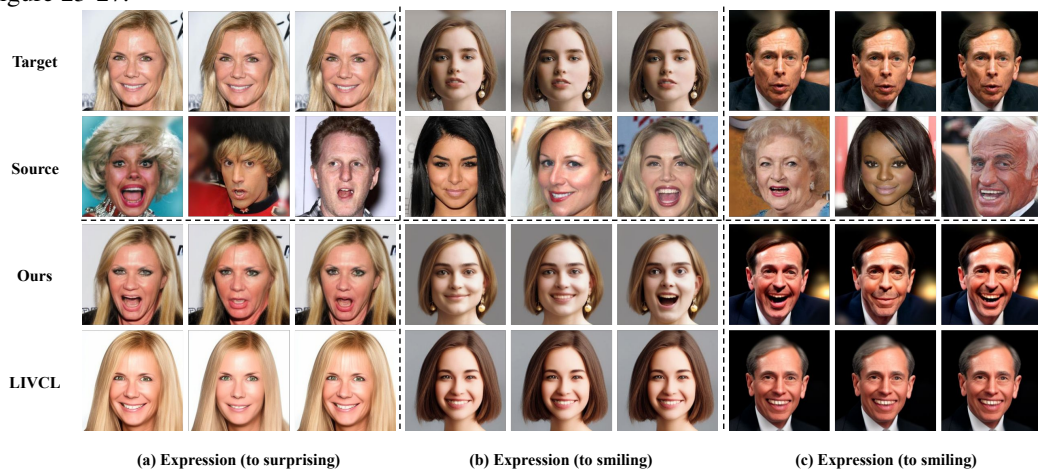 Target
Source
Ours
LIVCL
(a) Expression (to surprising)
(b) Expression (to smiling)
(c) Expression (to smiling)